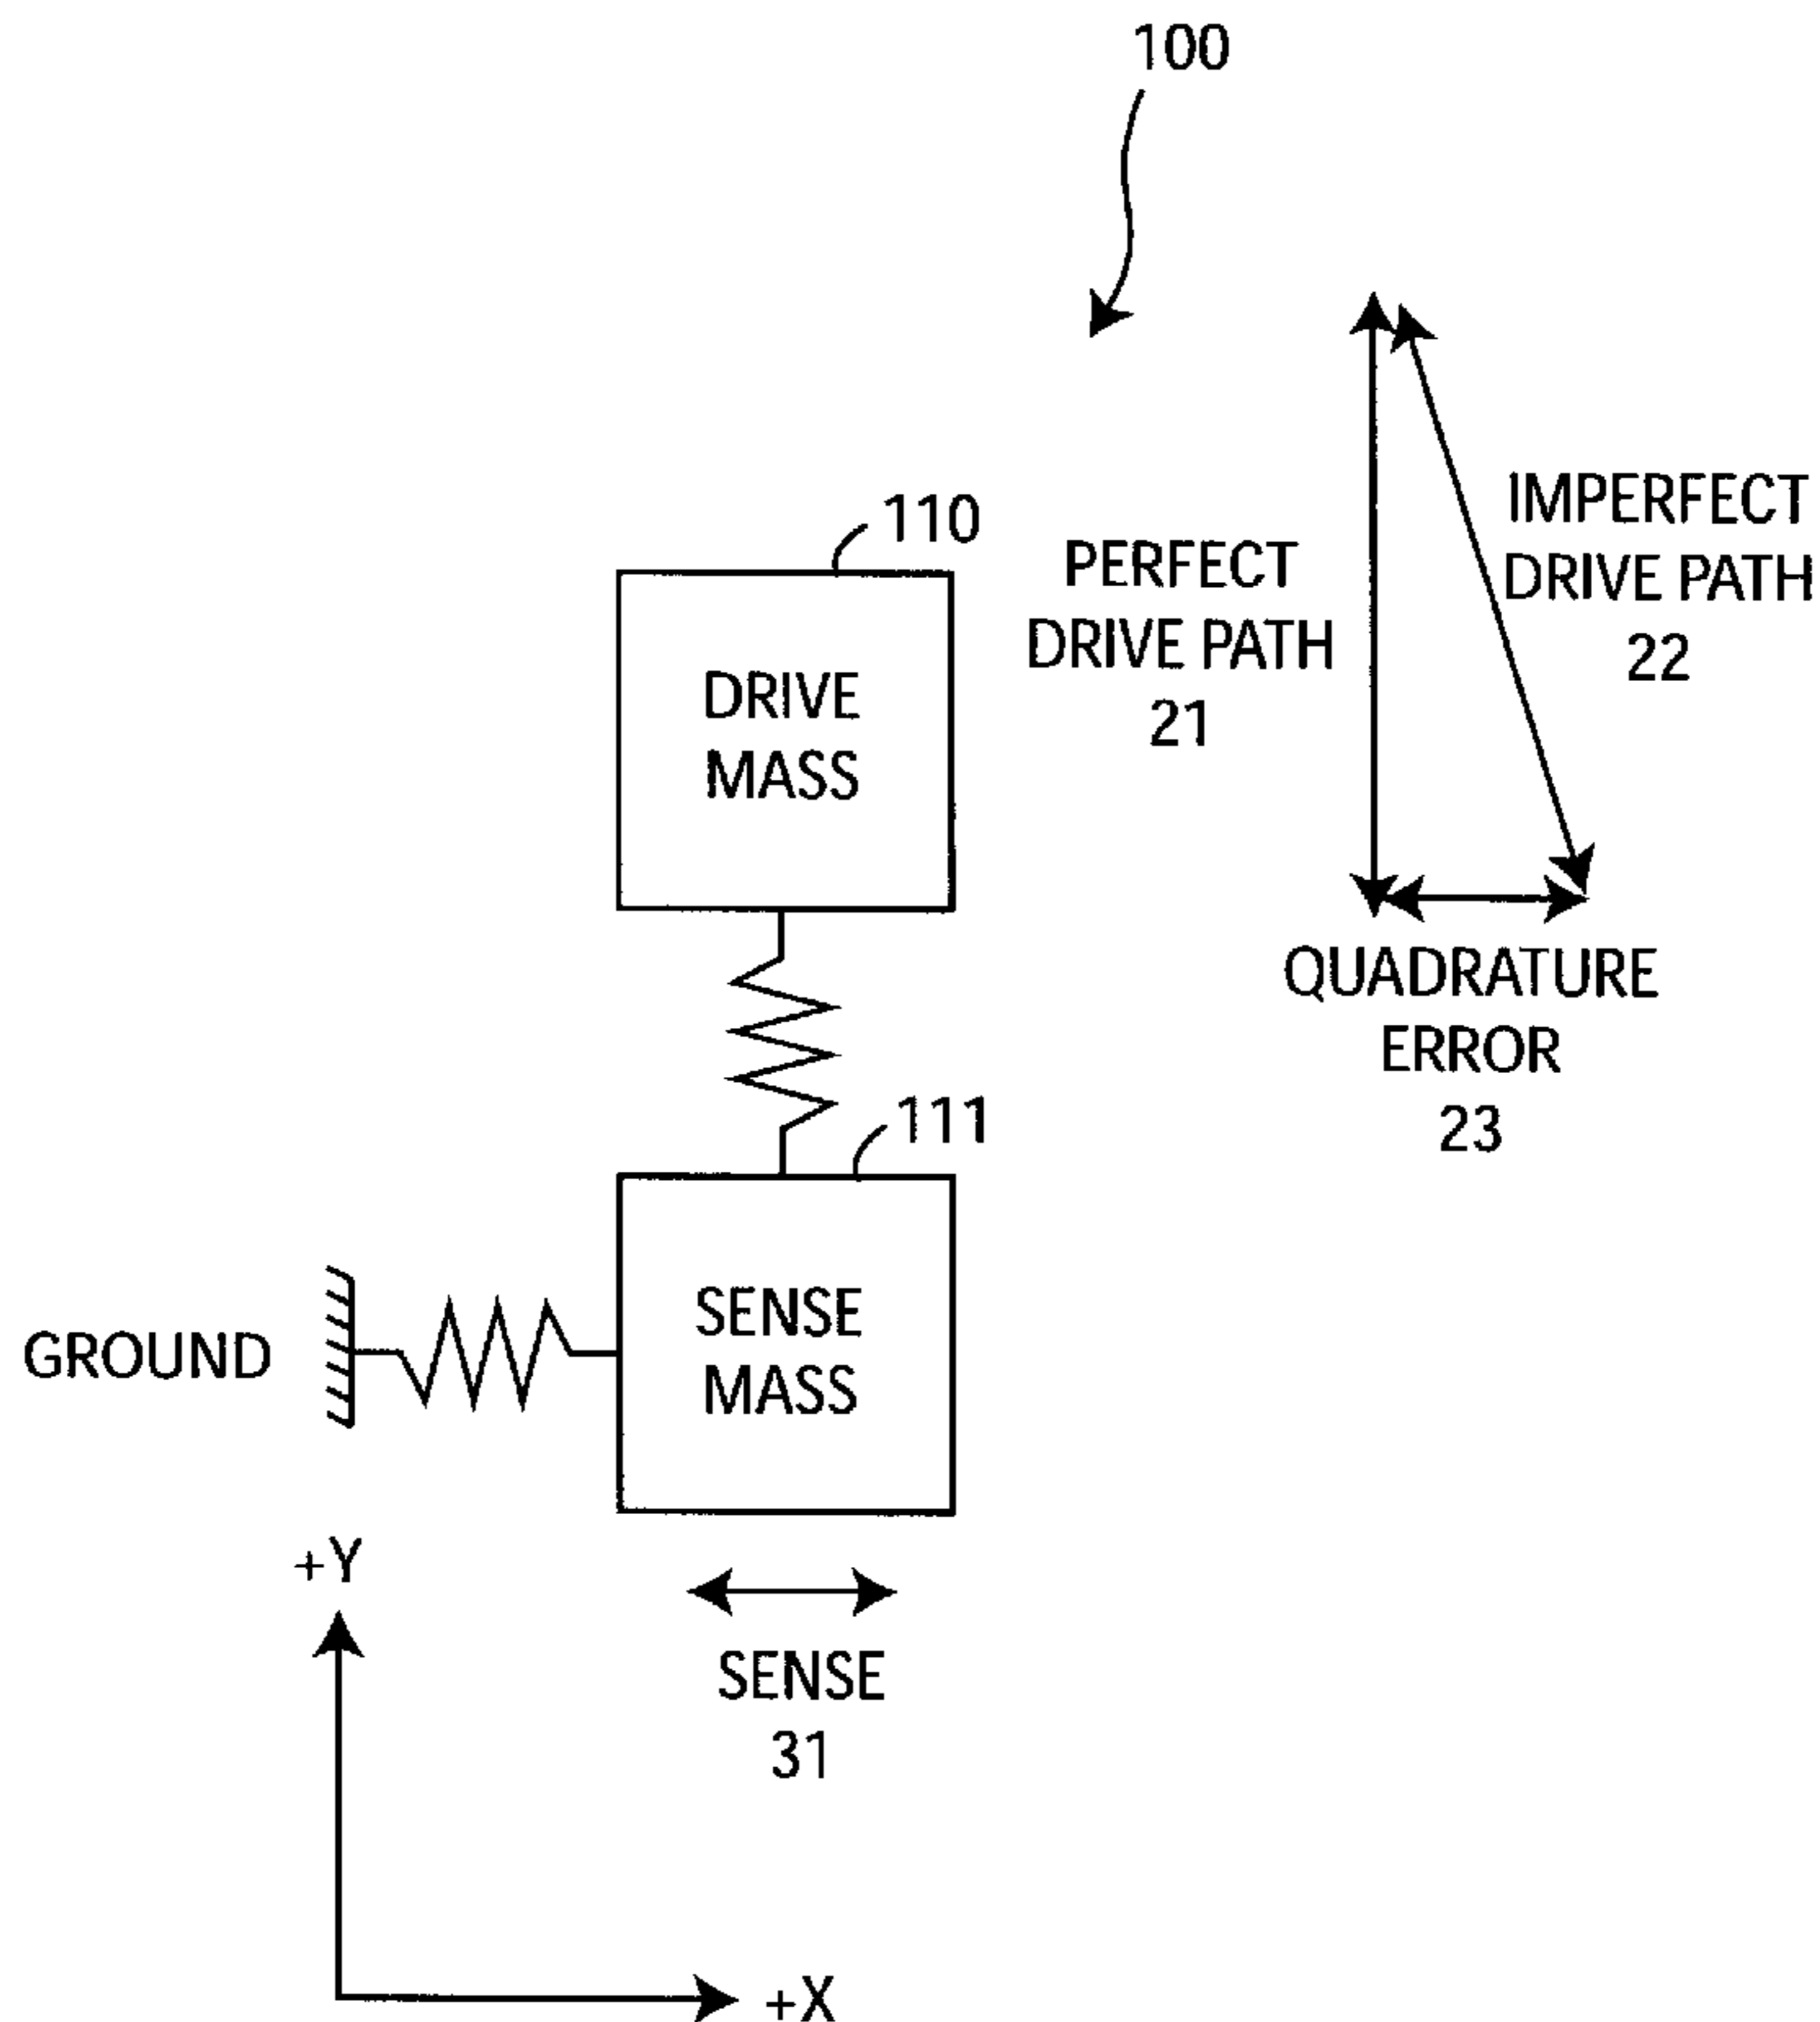 100
110
DRIVE
MASS
PERFECT
DRIVE PATH
21
IMPERFECT
DRIVE PATH
22
QUADRATURE
ERROR
23
111
SENSE
MASS
GROUND
SENSE
31
+Y
+X